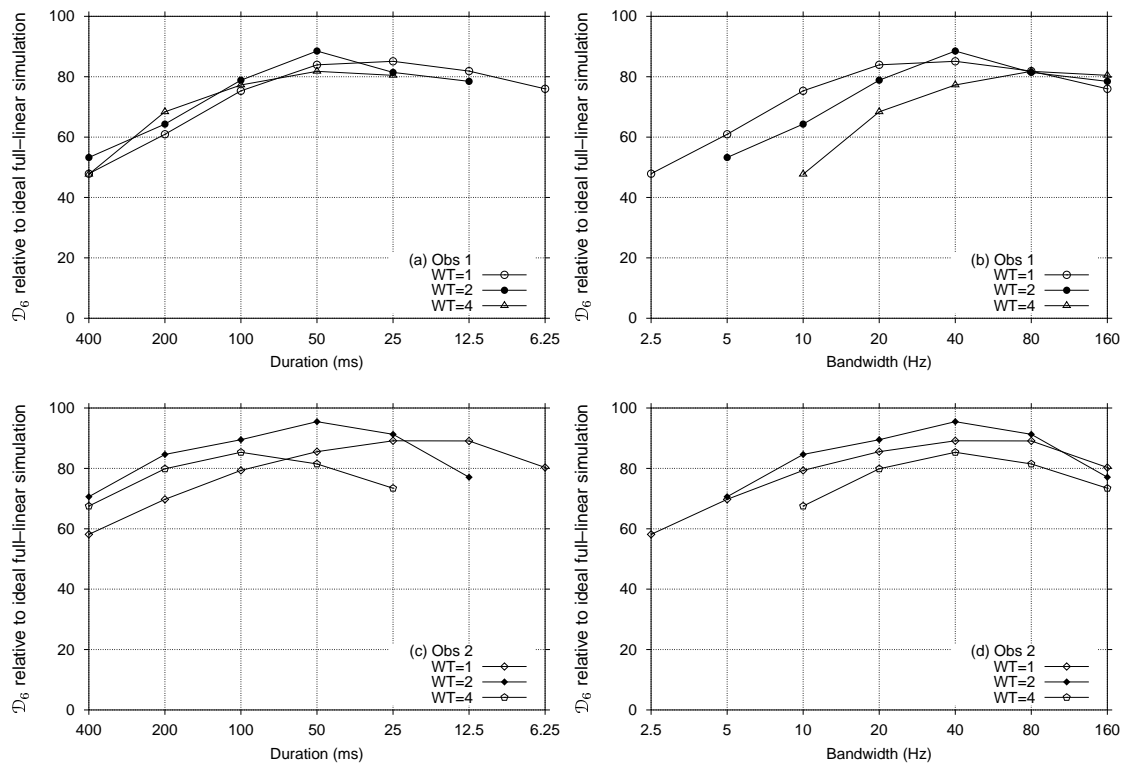 𝒟₆ relative to ideal full–linear simulation
100
80
60
40
20
0
(a) Obs 1
WT=1
WT=2
WT=4
400 200 100 50 25 12.5 6.25
Duration (ms)
𝒟₆ relative to ideal full–linear simulation
100
80
60
40
20
0
(b) Obs 1
WT=1
WT=2
WT=4
2.5 5 10 20 40 80 160
Bandwidth (Hz)
𝒟₆ relative to ideal full–linear simulation
100
80
60
40
20
0
(c) Obs 2
WT=1
WT=2
WT=4
400 200 100 50 25 12.5 6.25
Duration (ms)
𝒟₆ relative to ideal full–linear simulation
100
80
60
40
20
0
(d) Obs 2
WT=1
WT=2
WT=4
2.5 5 10 20 40 80 160
Bandwidth (Hz)